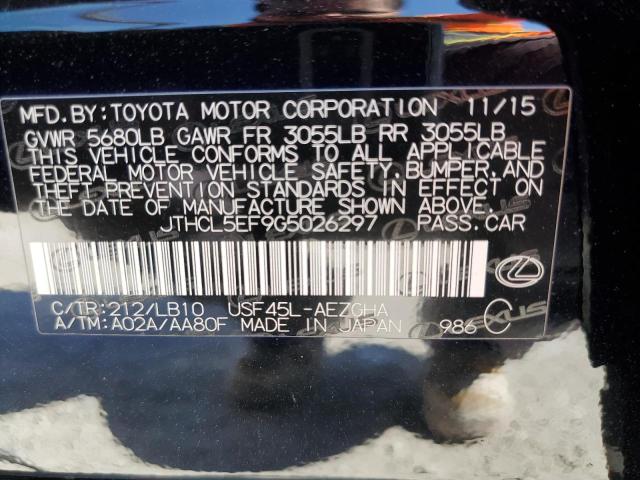 MFD.BY:TOYOTA MOTOR CORPORATION 11/15
GVWR 5680LB GAWR FR 3055LB RR 3055LB
THIS VEHICLE CONFORMS TO ALL APPLICABLE
FEDERAL MOTOR VEHICLE SAFETY,BUMPER,AND
THEFT PREVENTION STANDARDS IN EFFECT ON
THE DATE OF MANUFACTURE SHOWN ABOVE.
JTHCL5EF9G5026297 PASS.CAR
C/TR:212/LB10 USF45L-AEZGHA
A/TM:A02A/AA80F MADE IN JAPAN 986 C
LEXUS